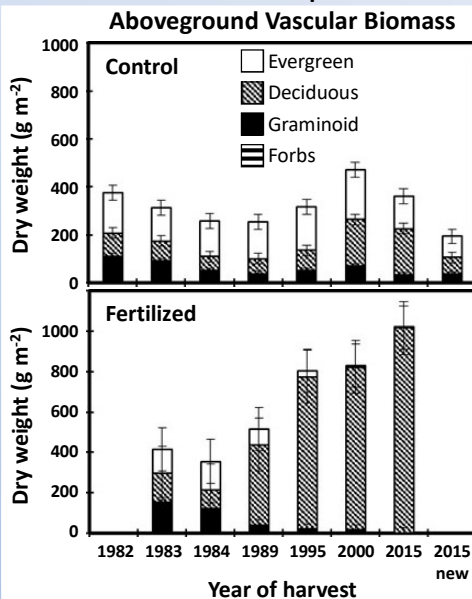 Aboveground Vascular Biomass
Control
Evergreen
Deciduous
Graminoid
Forbs
Dry weight (g m-2)
1000
800
600
400
200
0
Fertilized
Dry weight (g m-2)
1000
800
600
400
200
0
1982 1983 1984 1989 1995 2000 2015 2015
new
Year of harvest